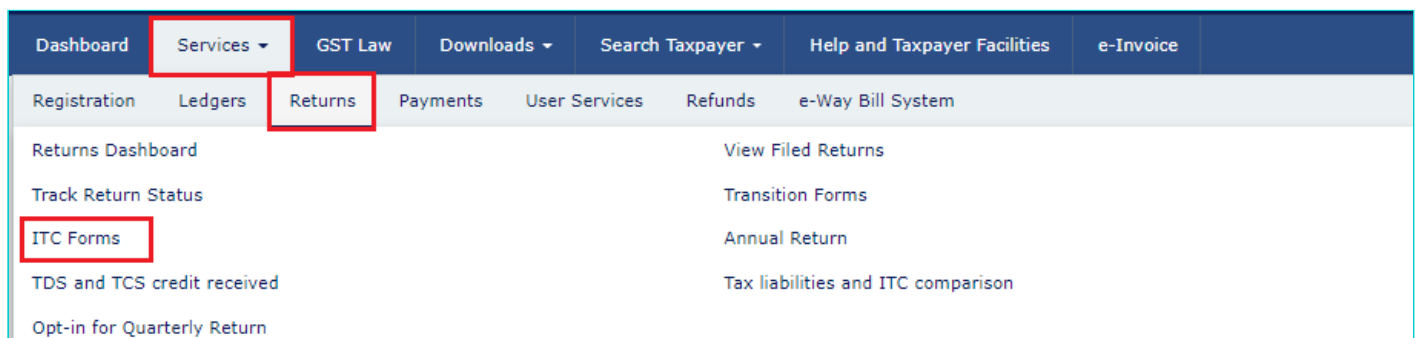 Dashboard Services GST Law Downloads Search Taxpayer Help and Taxpayer Facilities e-Invoice
Registration Ledgers Returns Payments User Services Refunds e-Way Bill System
Returns Dashboard View Filed Returns
Track Return Status Transition Forms
ITC Forms Annual Return
TDS and TCS credit received Tax liabilities and ITC comparison
Opt-in for Quarterly Return